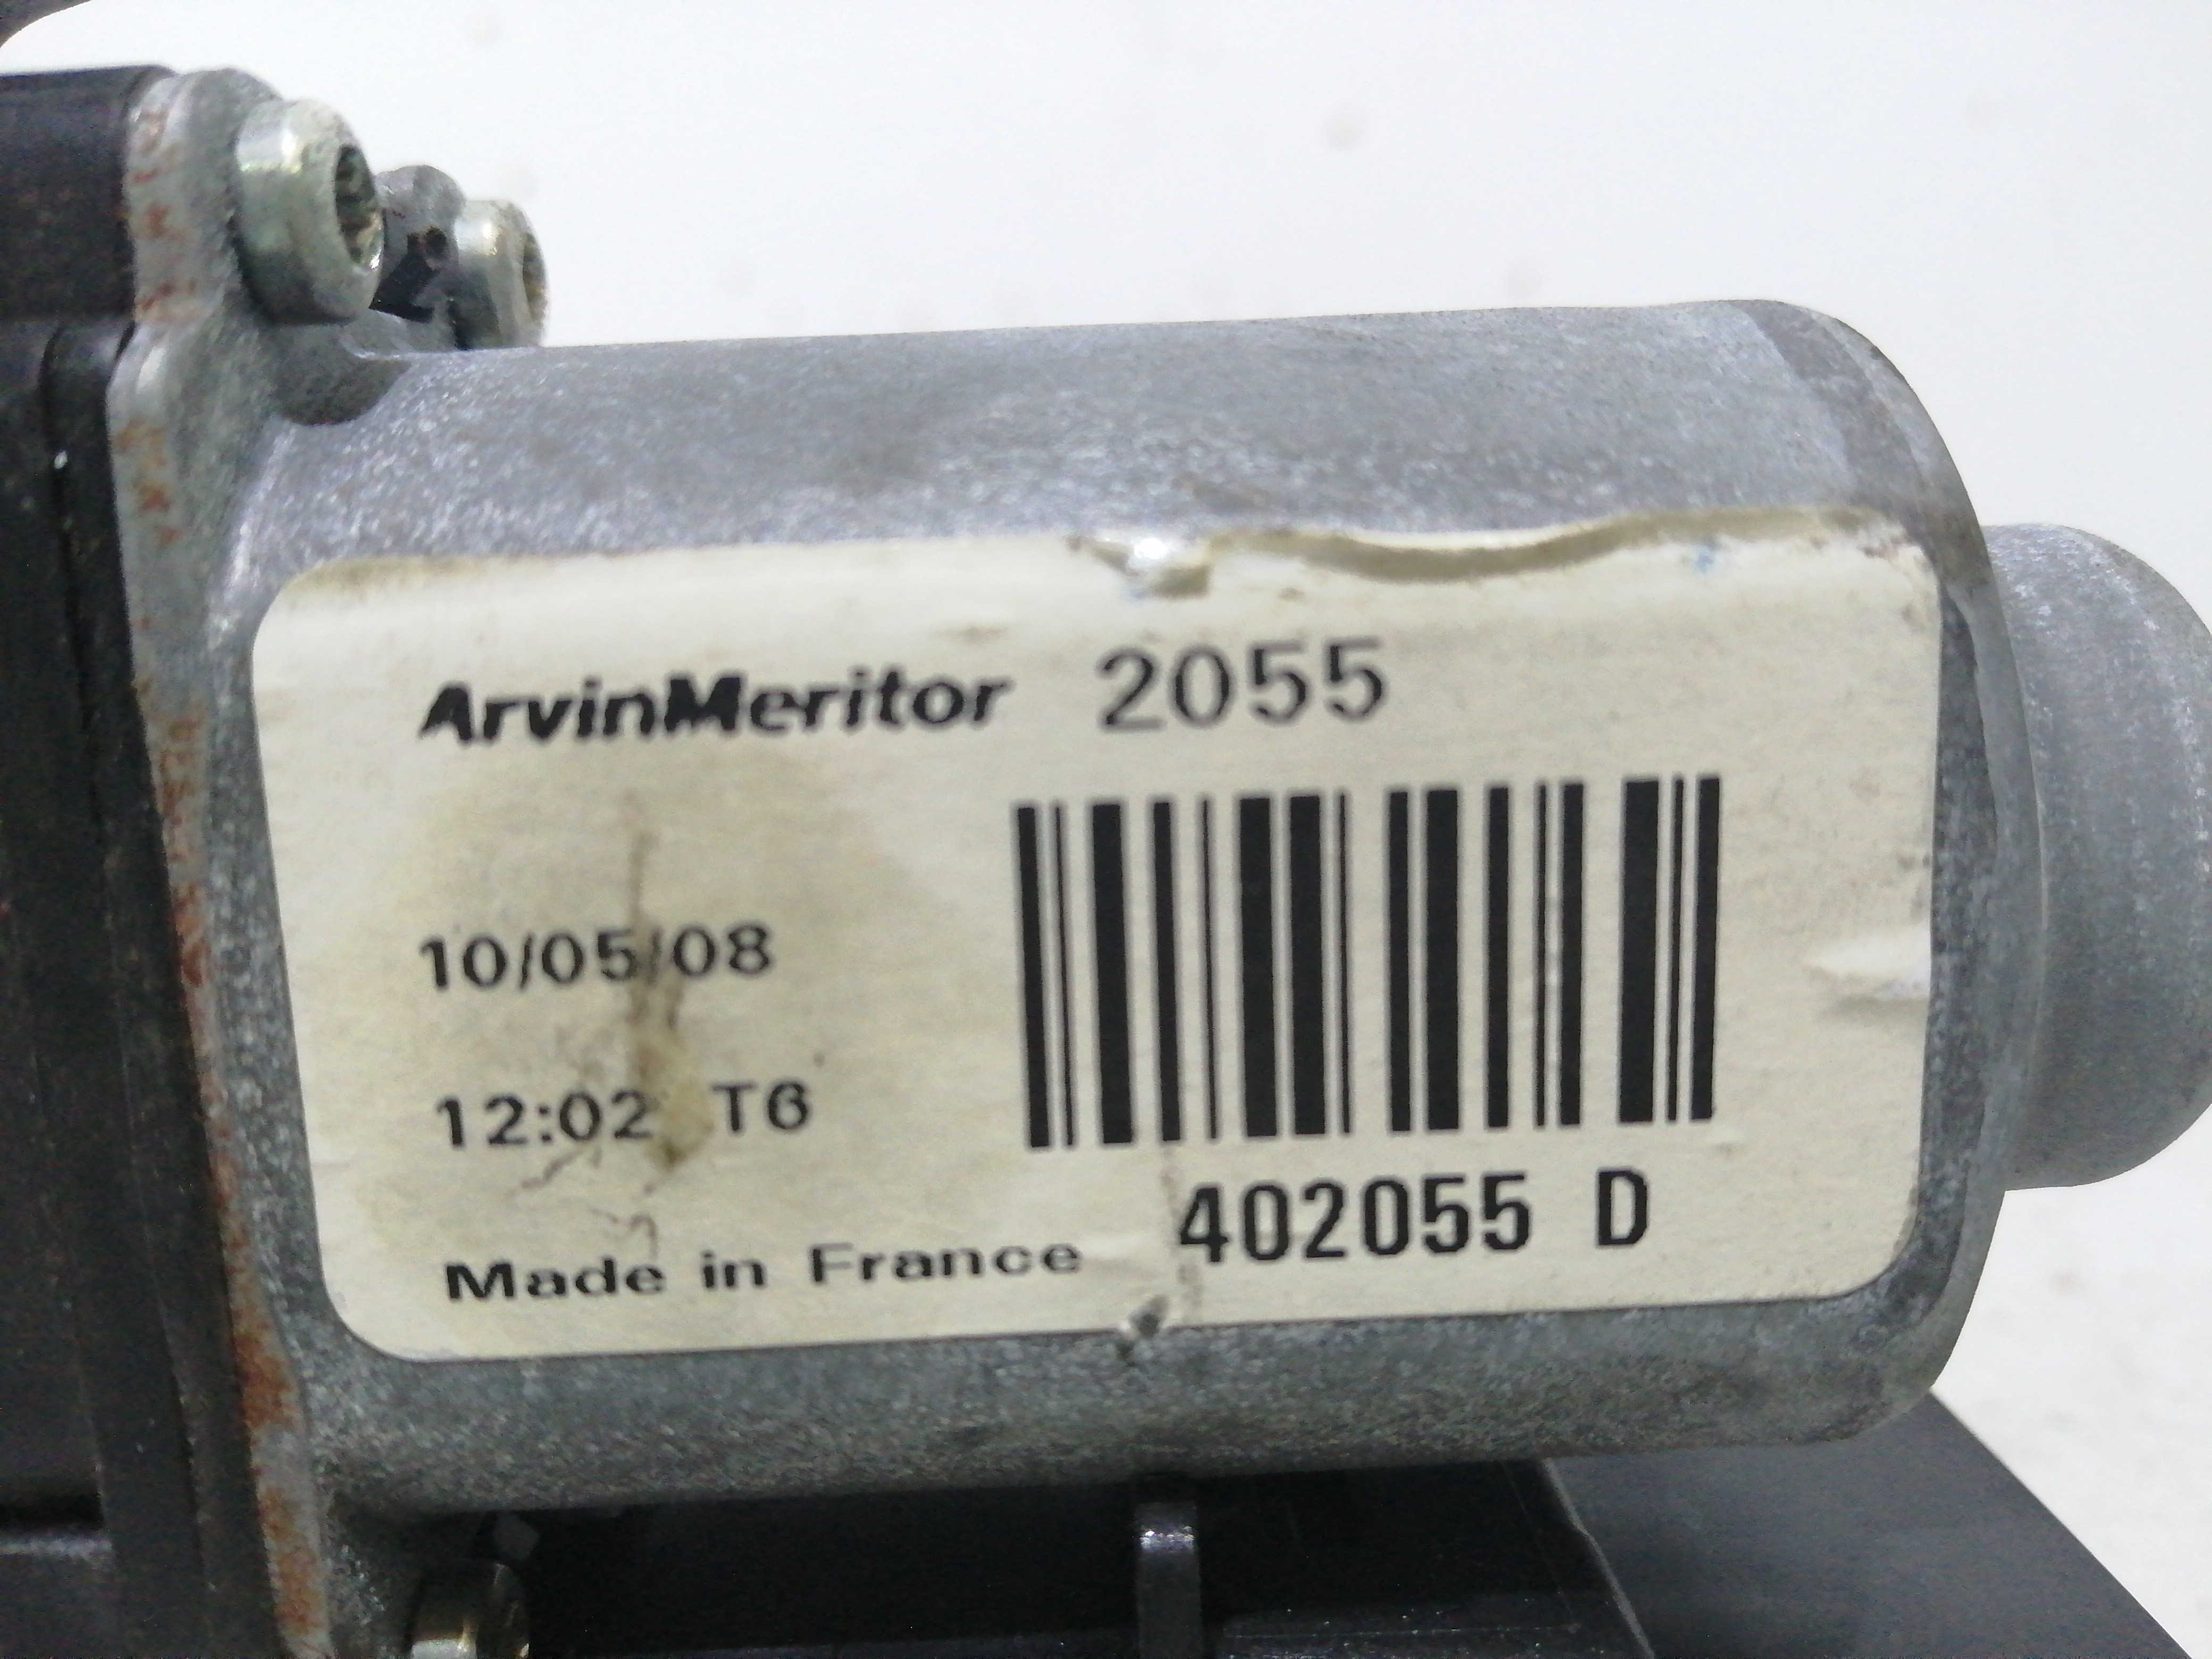 ArvinMeritor 2055
10/05/08
12:02 T6
402055 D
Made in France